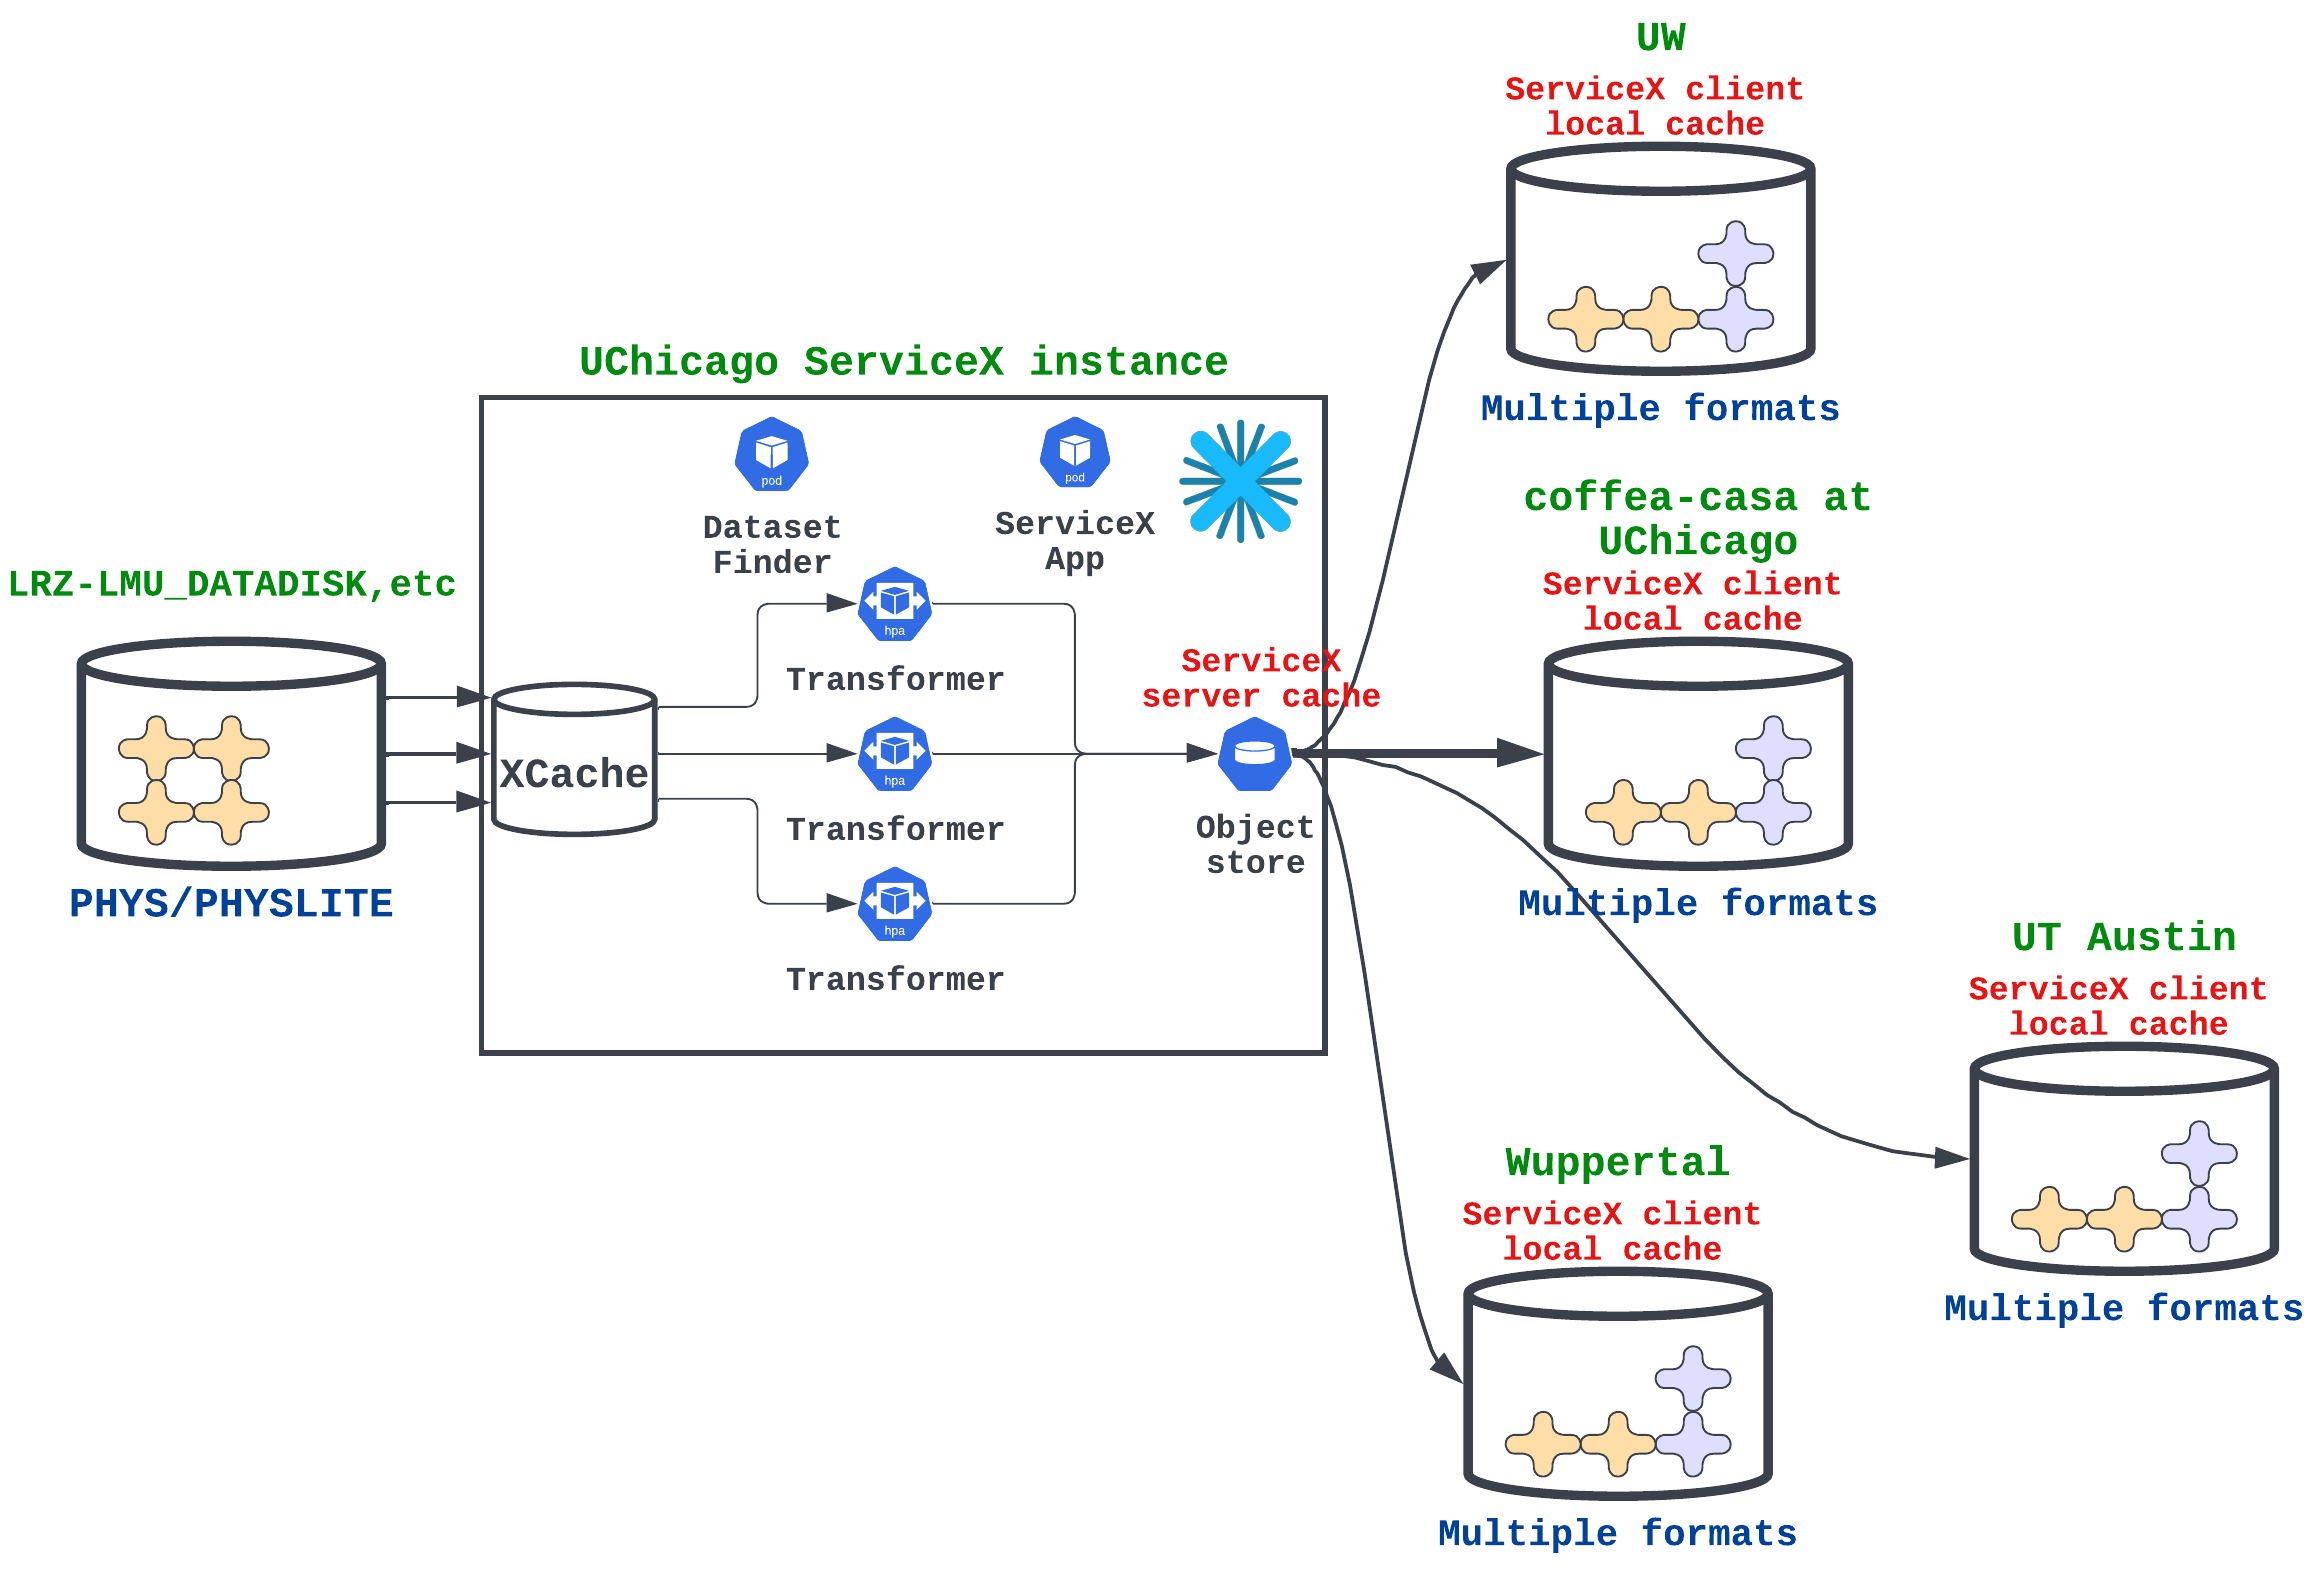 UW
ServiceX client
local cache
Multiple formats
UChicago ServiceX instance
pod
Dataset
Finder
pod
ServiceX
App
LRZ-LMU_DATADISK,etc
PHYS/PHYSLITE
XCache
hpa
Transformer
hpa
Transformer
hpa
Transformer
ServiceX
server cache
Object
store
coffea-casa at
UChicago
ServiceX client
local cache
Multiple formats
UT Austin
ServiceX client
local cache
Multiple formats
Wuppertal
ServiceX client
local cache
Multiple formats